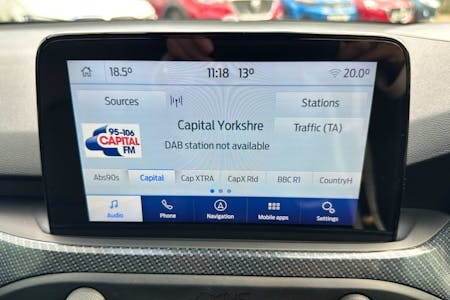 18.5° 11:18 13° 20.0°
Sources Stations
Capital Yorkshire Traffic (TA)
95-106
CAPITAL
FM
DAB station not available
Abs90s Capital Cap XTRA CapX Rld BBC R1 CountryH
Audio Phone Navigation Mobile apps Settings